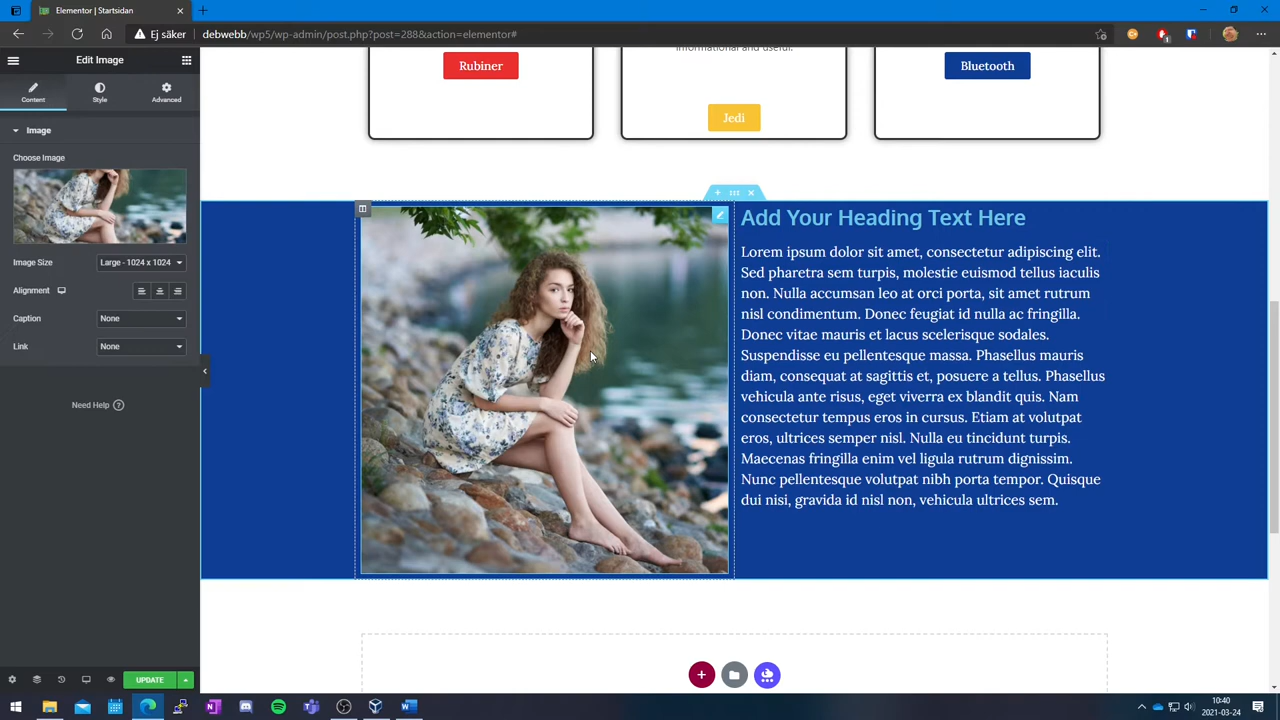 Elementor | Startsidan
Ej säker
debwebb/wp5/wp-admin/post.php?post=288&action=elementor#
Edit Image
Content
Style
Advanced
Image
Choose Image
Image Size
Large - 1024 x 1024
Alignment
Caption
None
Link
None
Need Help
UPDATE
informational and useful.
Rubiner
Jedi
Bluetooth
Add Your Heading Text Here
Lorem ipsum dolor sit amet, consectetur adipiscing elit.
Sed pharetra sem turpis, molestie euismod tellus iaculis
non. Nulla accumsan leo at orci porta, sit amet rutrum
nisl condimentum. Donec feugiat id nulla ac fringilla.
Donec vitae mauris et lacus scelerisque sodales.
Suspendisse eu pellentesque massa. Phasellus mauris
diam, consequat at sagittis et, posuere a tellus. Phasellus
vehicula ante risus, eget viverra ex blandit quis. Nam
consectetur tempus eros in cursus. Etiam at volutpat
eros, ultrices semper nisl. Nulla eu tincidunt turpis.
Maecenas fringilla enim vel ligula rutrum dignissim.
Nunc pellentesque volutpat nibh porta tempor. Quisque
dui nisi, gravida id nisl non, vehicula ultrices sem.
10:40
2021-03-24